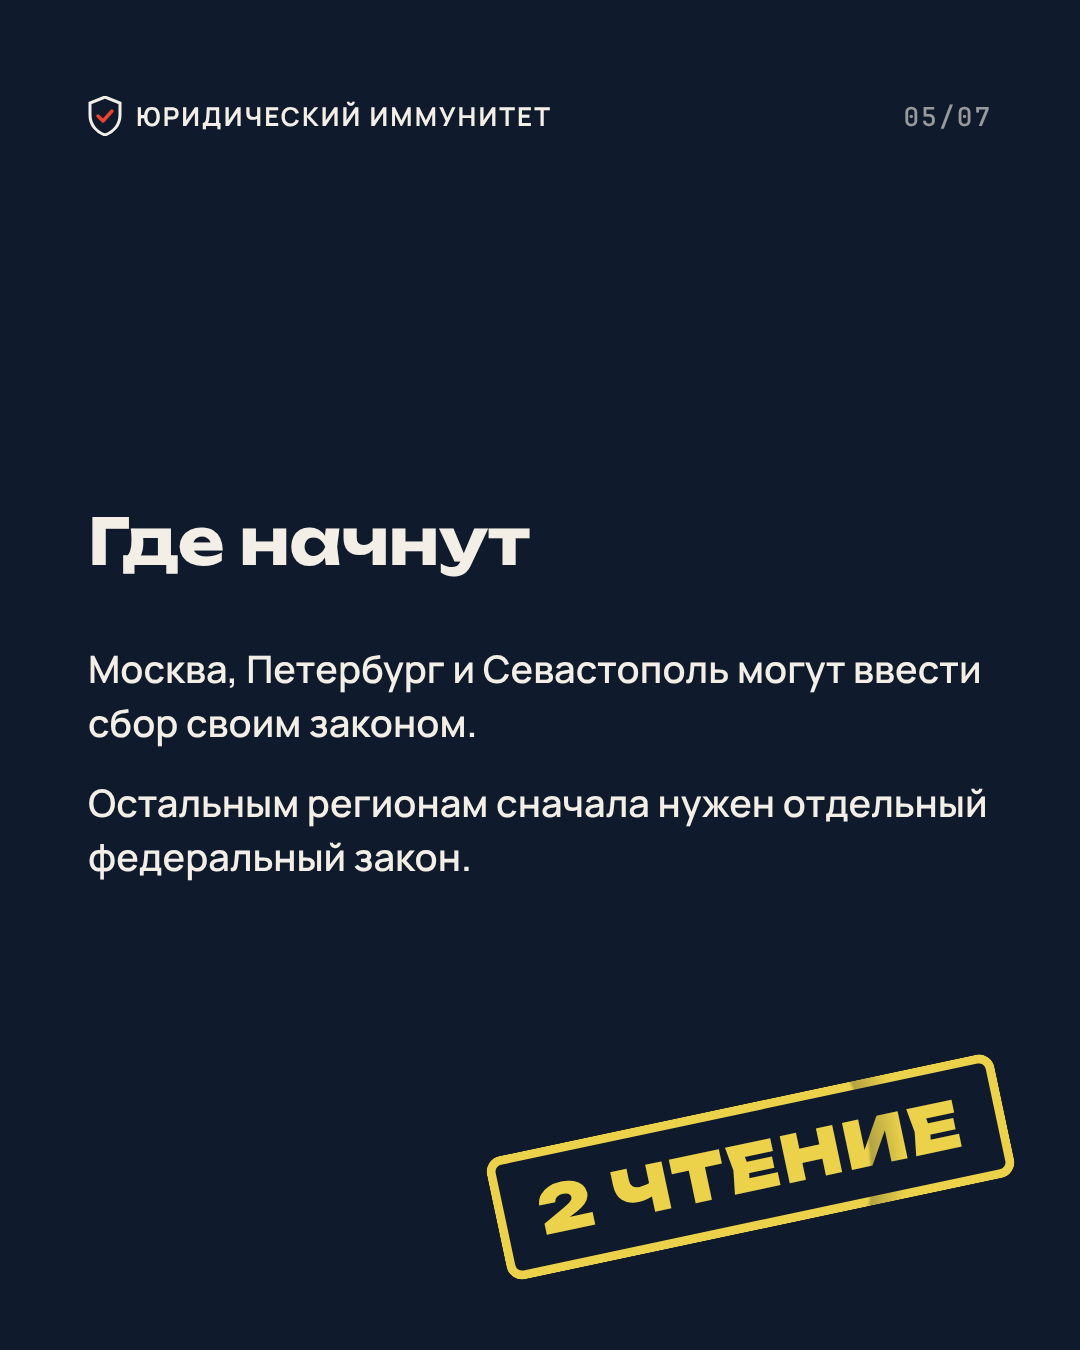 ЮРИДИЧЕСКИЙ ИММУНИТЕТ
05/07
Где начнут
Москва, Петербург и Севастополь могут ввести
сбор своим законом.
Остальным регионам сначала нужен отдельный
федеральный закон.
2 ЧТЕНИЕ